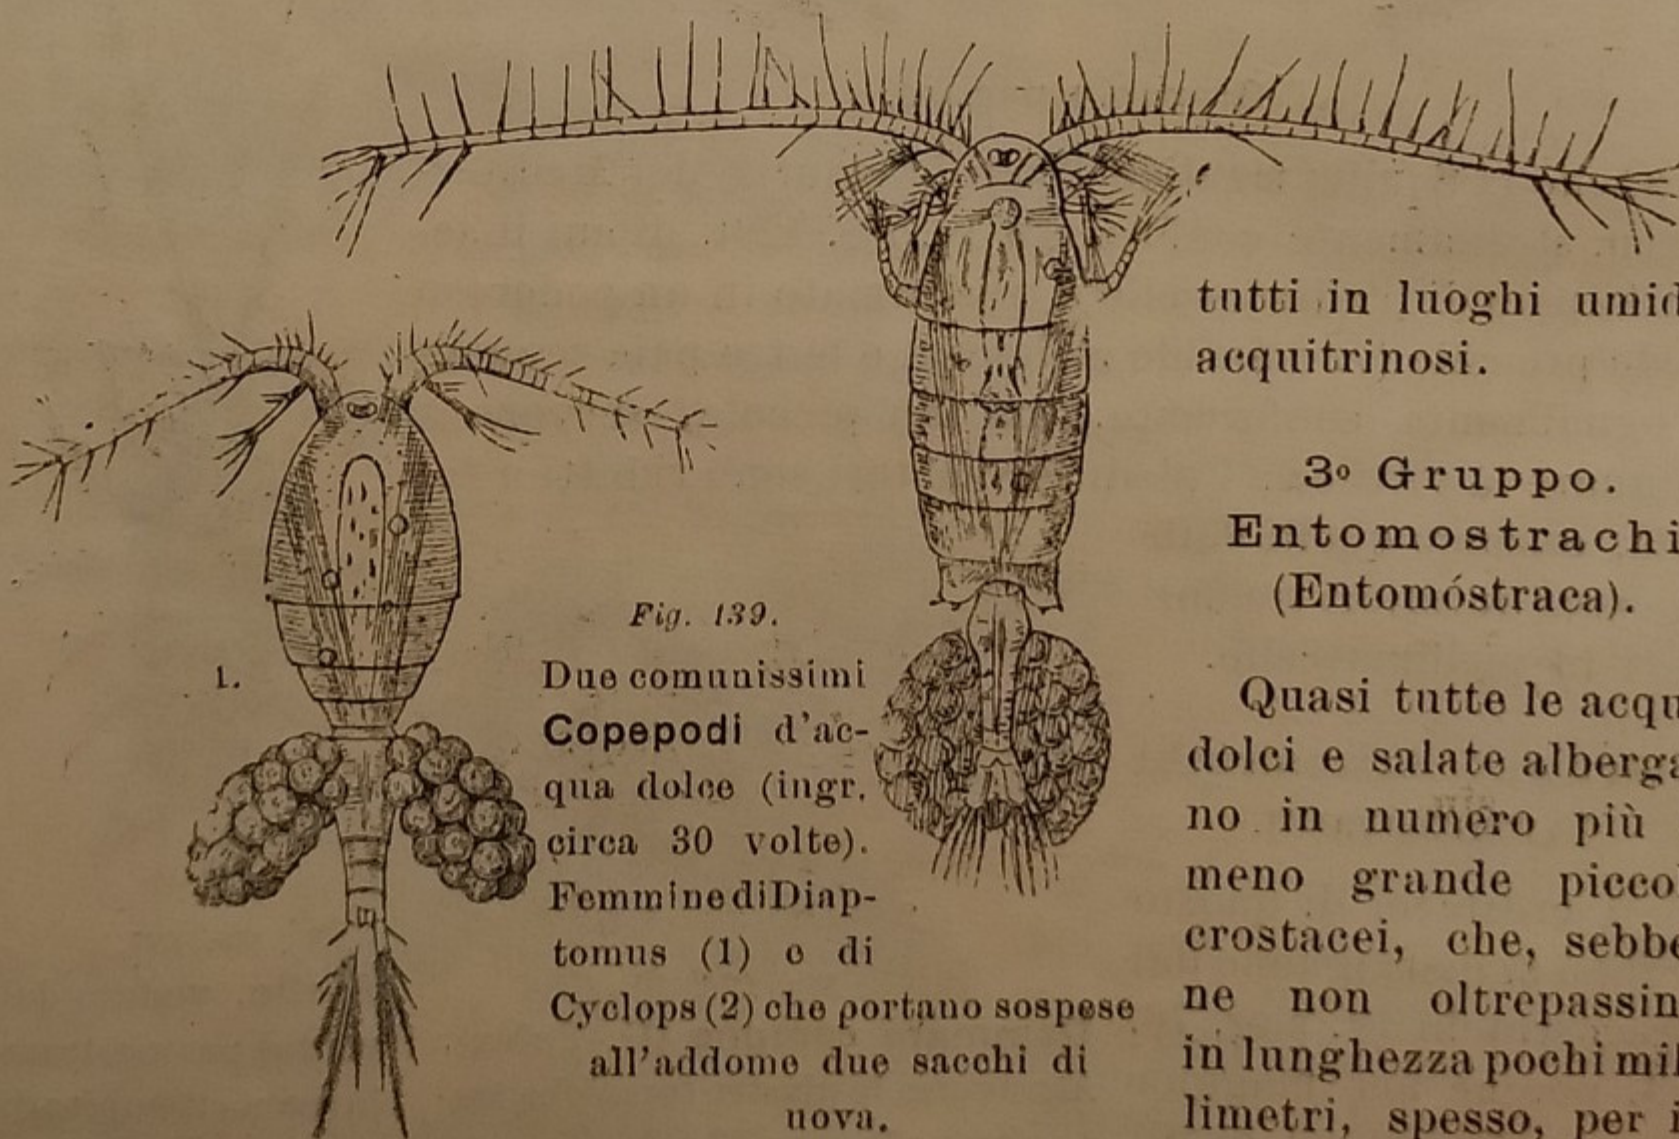 Fig. 139.
1.
Due comunissimi
Copepodi d'ac-
qua dolce (ingr.
circa 30 volte).
Femmine di Diap-
tomus (1) e di
Cyclops (2) che portano sospese
all'addome due sacchi di
uova.
tutti in luoghi umid
acquitrinosi.
3º Gruppo.
Entomostrachi
(Entomóstraca).
Quasi tutte le acqu
dolci e salate alberga
no in numero più
meno grande picco
crostacei, che, sebbe
ne non oltrepassin
in lunghezza pochi mil
limetri, spesso, per i